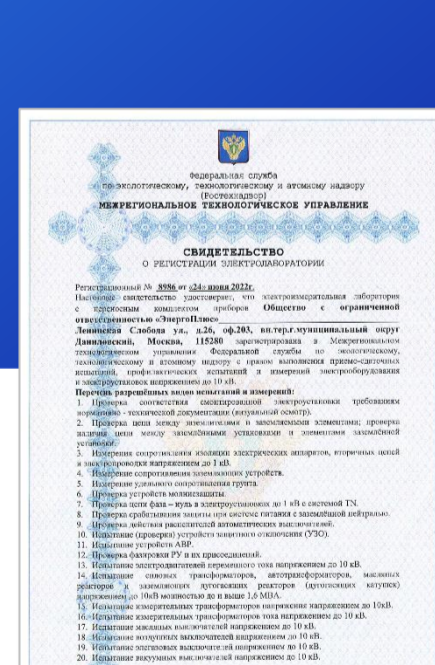 Федеральная служба
по экологическому, технологическому и атомному надзору
(Ростехнадзор)
МЕЖРЕГИОНАЛЬНОЕ ТЕХНОЛОГИЧЕСКОЕ УПРАВЛЕНИЕ
СВИДЕТЕЛЬСТВО
О РЕГИСТРАЦИИ ЭЛЕКТРОЛАБОРАТОРИИ
Регистрационный № 8986 от «24» июня 2022г.
Настоящее свидетельство удостоверяет, что электроизмерительная лаборатория
с переносным комплектом приборов Общество с ограниченной
ответственностью «ЭнергоПлюс»
Ленинская Слобода ул., д.26, оф.203, вн.тер.г.муниципальный округ
Даниловский, Москва, 115280 зарегистрирована в Межрегиональном
технологическом управлении Федеральной службы по экологическому,
технологическому и атомному надзору с правом выполнения приемо-сдаточных
испытаний, профилактических испытаний и измерений электрооборудования
и электроустановок напряжением до 10 кВ.
Перечень разрешённых видов испытаний и измерений:
1. Проверка соответствия смонтированной электроустановки требованиям
нормативно - технической документации (визуальный осмотр).
2. Проверка цепи между заземлителями и заземляемыми элементами; проверка
наличия цепи между заземлёнными установками и элементами заземлённой
установки.
3. Измерения сопротивления изоляции электрических аппаратов, вторичных цепей
и электропроводки напряжением до 1 кВ.
4. Измерение сопротивления заземляющих устройств.
5. Измерение удельного сопротивления грунта.
6. Проверка устройств молниезащиты.
7. Проверка цепи фаза – нуль в электроустановках до 1 кВ с системой TN.
8. Проверка срабатывания защиты при системе питания с заземлённой нейтралью.
9. Проверка действия расцепителей автоматических выключателей.
10. Испытание (проверка) устройств защитного отключения (УЗО).
11. Испытание устройств АВР.
12. Проверка фазировки РУ и их присоединений.
13. Испытание электродвигателей переменного тока напряжением до 10 кВ.
14. Испытание силовых трансформаторов, автотрансформаторов, масляных
реакторов и заземляющих дугогасящих реакторов (дугогасящих катушек)
напряжением до 10кВ мощностью до и выше 1,6 МВА.
15. Испытание измерительных трансформаторов напряжения напряжением до 10кВ.
16. Испытание измерительных трансформаторов тока напряжением до 10 кВ.
17. Испытание масляных выключателей напряжением до 10 кВ.
18. Испытание воздушных выключателей напряжением до 10 кВ.
19. Испытание элегазовых выключателей напряжением до 10 кВ.
20. Испытание вакуумных выключателей напряжением до 10 кВ.